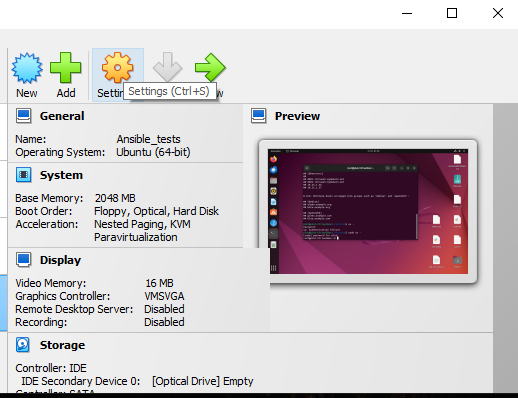 New Add Settin w
Settings (Ctrl+S)
General
Name: Ansible_tests
Operating System: Ubuntu (64-bit)
System
Base Memory: 2048 MB
Boot Order: Floppy, Optical, Hard Disk
Acceleration: Nested Paging, KVM
Paravirtualization
Display
Video Memory: 16 MB
Graphics Controller: VMSVGA
Remote Desktop Server: Disabled
Recording: Disabled
Storage
Controller: IDE
IDE Secondary Device 0: [Optical Drive] Empty
Controller: SATA
Preview